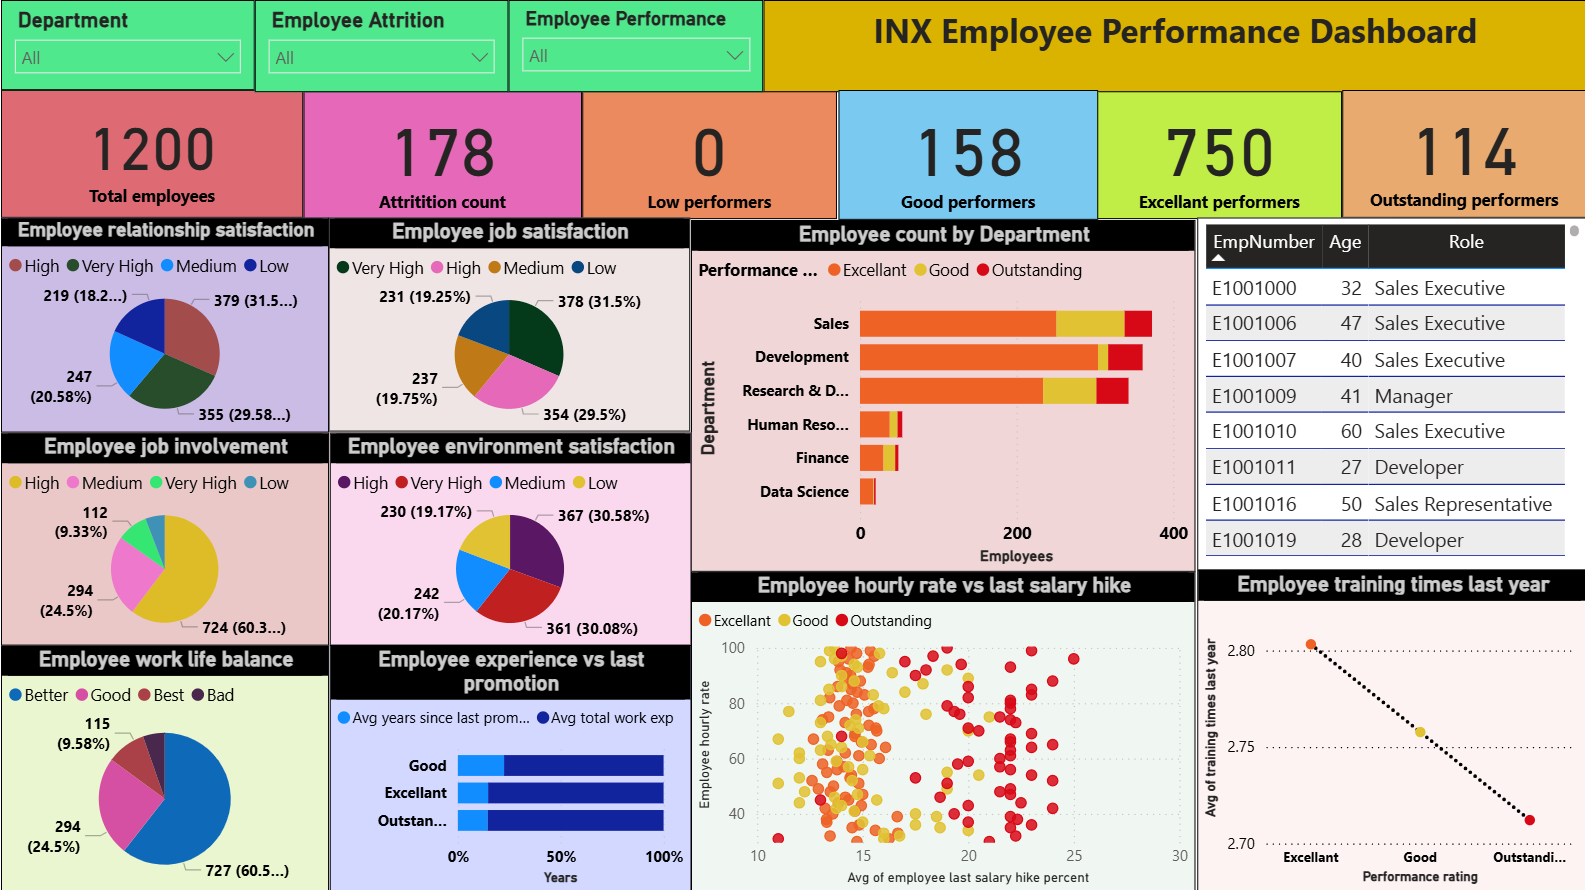 Department
All
Employee Attrition
All
Employee Performance
All
INX Employee Performance Dashboard
1200
Total employees
178
Attritition count
0
Low performers
158
Good performers
750
Excellant performers
114
Outstanding performers
Employee relationship satisfaction
High Very High Medium Low
219 (18.2...)
379 (31.5...)
247
(20.58%)
355 (29.58...)
Employee job satisfaction
Very High High Medium Low
231 (19.25%)
378 (31.5%)
237
(19.75%)
354 (29.5%)
Employee job involvement
High Medium Very High Low
112
(9.33%)
294
(24.5%)
724 (60.3...)
Employee environment satisfaction
High Very High Medium Low
230 (19.17%)
367 (30.58%)
242
(20.17%)
361 (30.08%)
Employee work life balance
Better Good Best Bad
115
(9.58%)
294
(24.5%)
727 (60.5...)
Employee experience vs last
promotion
Avg years since last prom... Avg total work exp
Good
Excellant
Outstan...
0% 50% 100%
Years
Employee count by Department
Performance ... Excellant Good Outstanding
Department
Sales
Development
Research & D...
Human Reso...
Finance
Data Science
0 200 400
Employees
Employee hourly rate vs last salary hike
Excellant Good Outstanding
Employee hourly rate
100
80
60
40
10 15 20 25 30
Avg of employee last salary hike percent
EmpNumber Age Role
E1001000 32 Sales Executive
E1001006 47 Sales Executive
E1001007 40 Sales Executive
E1001009 41 Manager
E1001010 60 Sales Executive
E1001011 27 Developer
E1001016 50 Sales Representative
E1001019 28 Developer
Employee training times last year
Avg of training times last year
2.80
2.75
2.70
Excellant Good Outstandi...
Performance rating